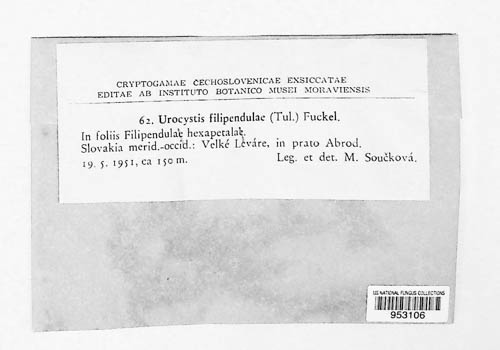 CRYPTOGAMAE ČECHOSLOVENICAE EXSICCATAE
EDITAE AB INSTITUTO BOTANICO MUSEI MORAVIENSIS
62. Urocystis filipendulae (Tul.) Fuckel.
In foliis Filipendulae hexapetalae.
Slovakia merid.-occid.: Velké Leváre, in prato Abrod.
19. 5. 1951, ca 150 m. Leg. et det. M. Součková.
US NATIONAL FUNGUS COLLECTIONS
953106